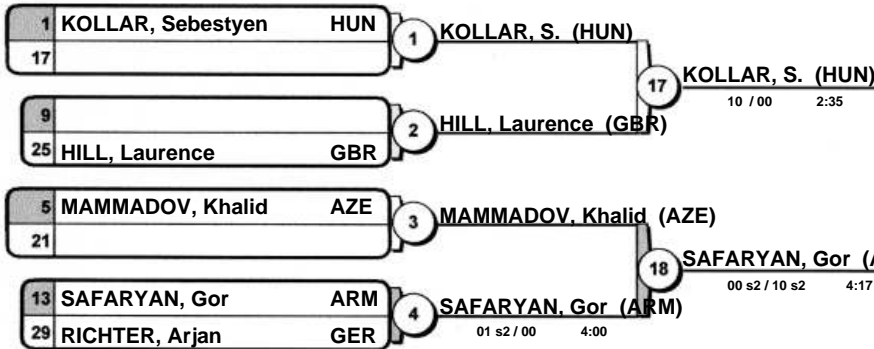 1 KOLLAR, Sebestyen HUN
17
1 KOLLAR, S. (HUN)
9
25 HILL, Laurence GBR
2 HILL, Laurence (GBR)
17 KOLLAR, S. (HUN)
10 / 00 2:35
5 MAMMADOV, Khalid AZE
21
3 MAMMADOV, Khalid (AZE)
13 SAFARYAN, Gor ARM
29 RICHTER, Arjan GER
4 SAFARYAN, Gor (ARM)
01 s2 / 00 4:00
18 SAFARYAN, Gor (A
00 s2 / 10 s2 4:17